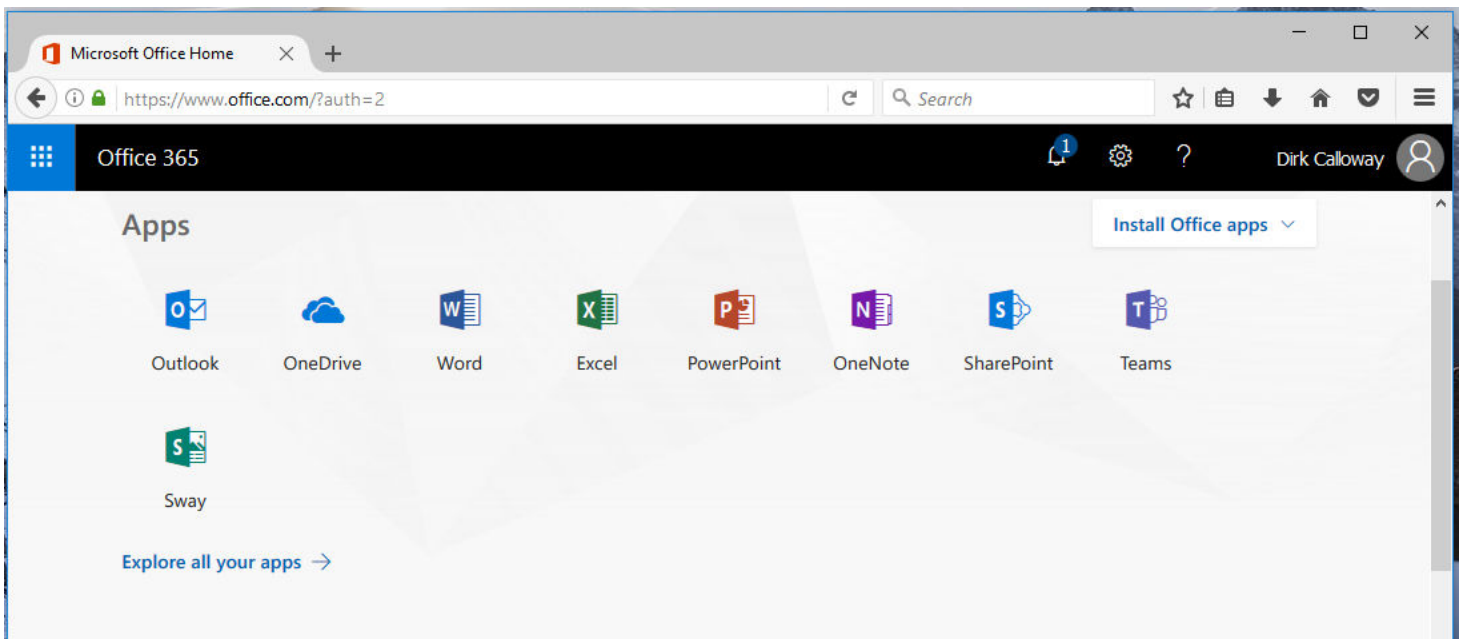 Microsoft Office Home
https://www.office.com/?auth=2
Search
Office 365
1
?
Dirk Calloway
Apps
Install Office apps
Outlook
OneDrive
Word
Excel
PowerPoint
OneNote
SharePoint
Teams
Sway
Explore all your apps →